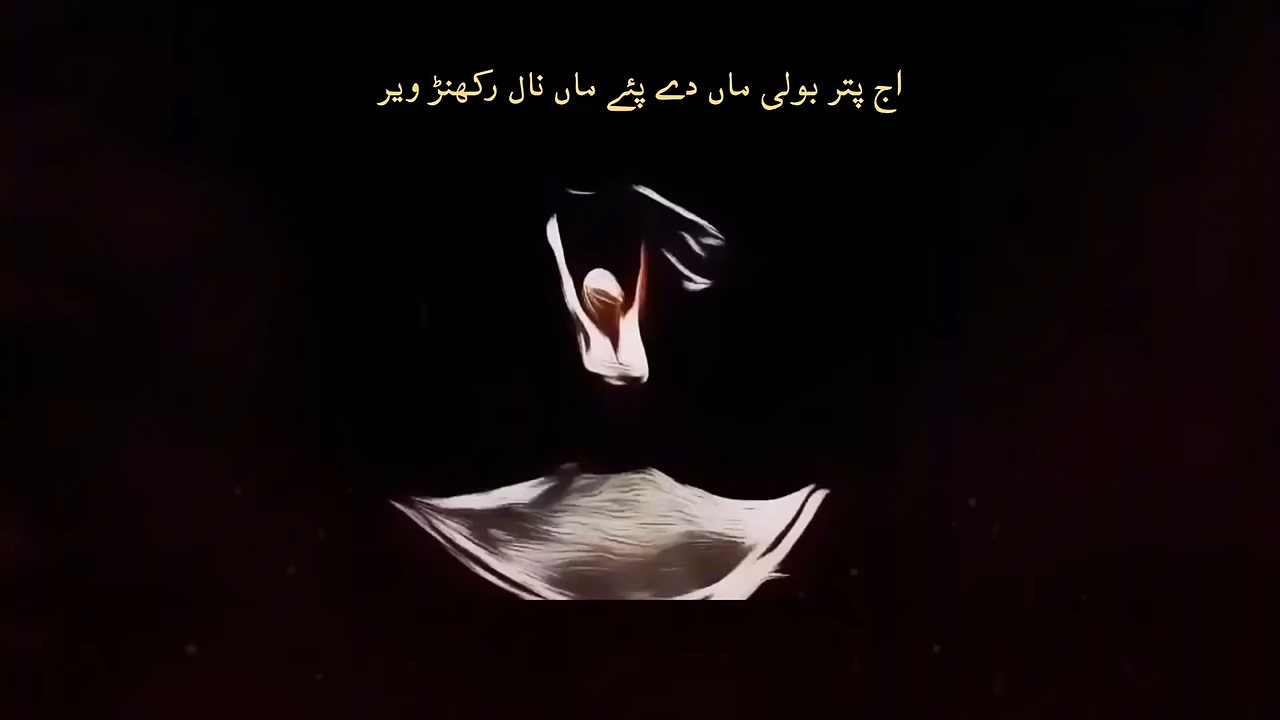 اج پتر بولی ماں دے پئے ماں نال رکھنڑ ویر